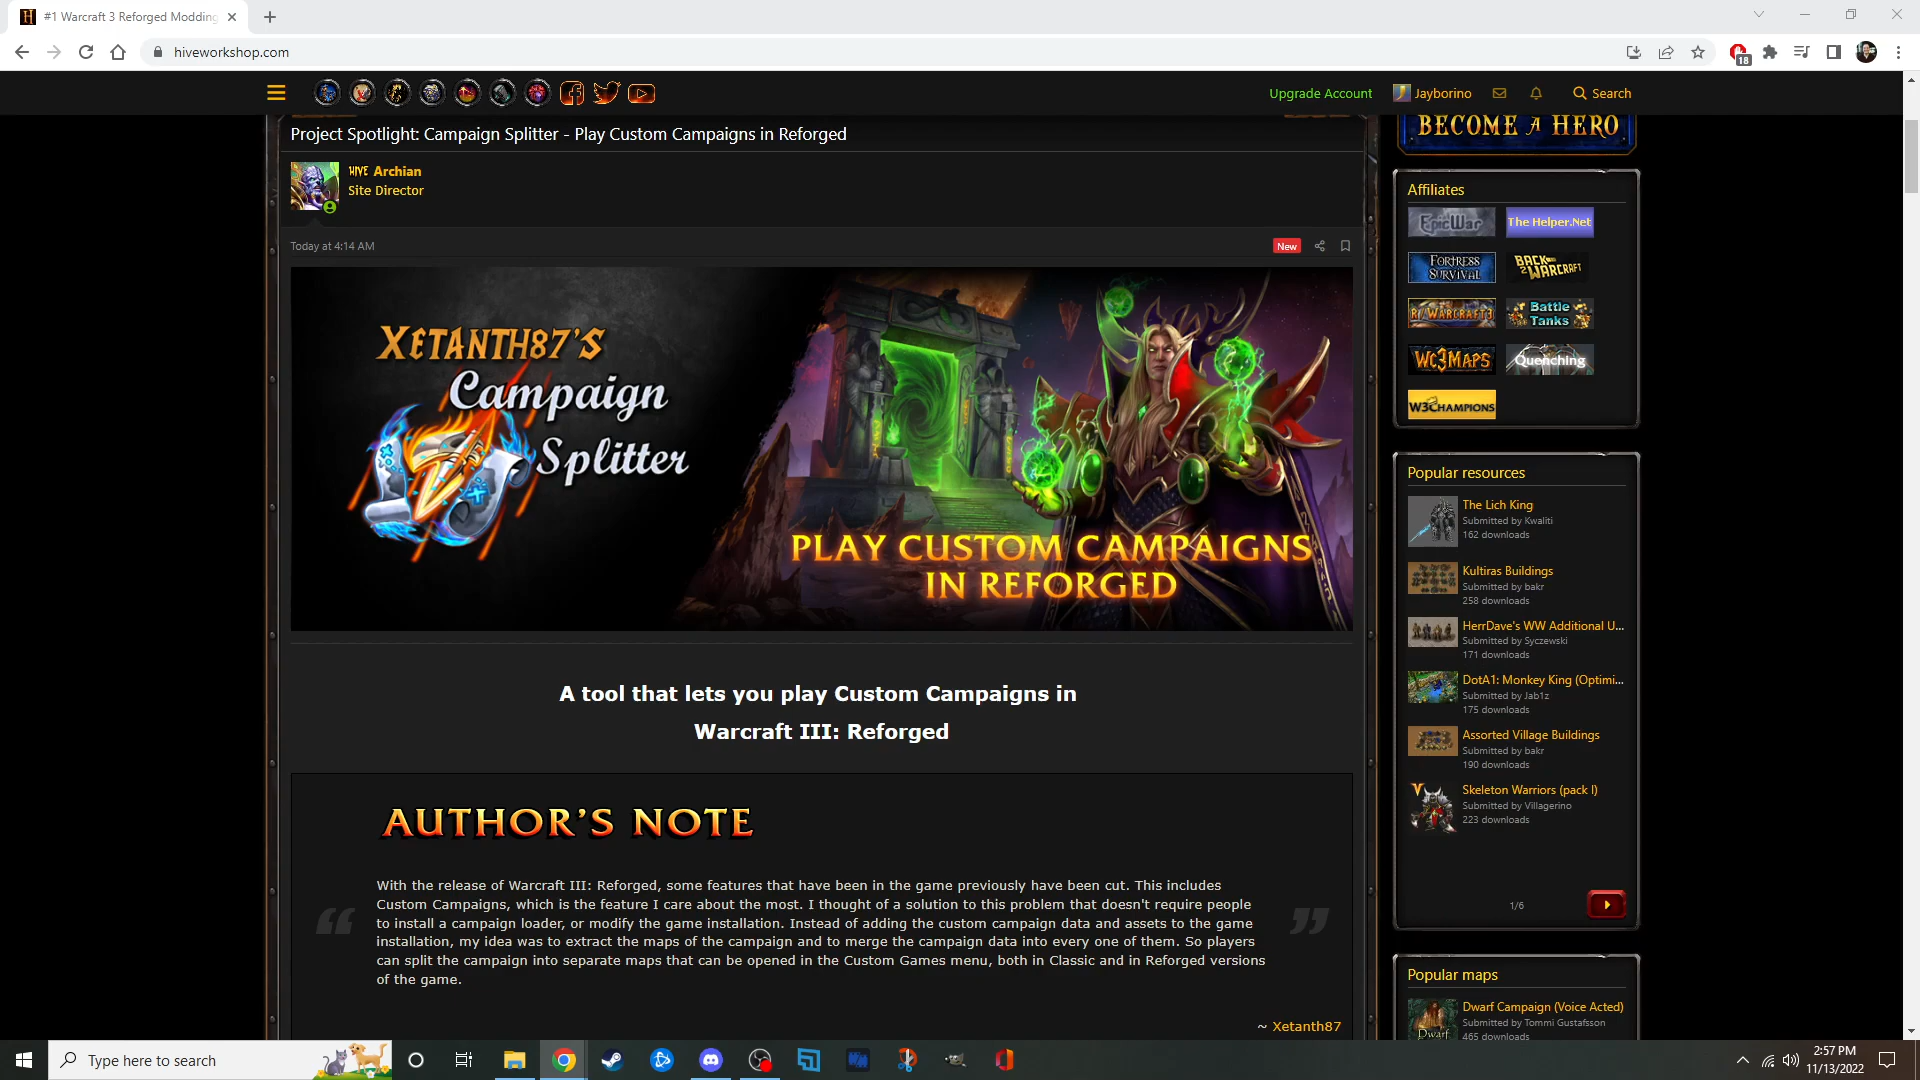 #1 Warcraft 3 Reforged Modding
hiveworkshop.com
18
Upgrade Account
Jayborino
Search
Project Spotlight: Campaign Splitter - Play Custom Campaigns in Reforged
HIVE Archian
Site Director
Today at 4:14 AM
New
XETANTH87'S
Campaign
Splitter
PLAY CUSTOM CAMPAIGNS
IN REFORGED
A tool that lets you play Custom Campaigns in
Warcraft III: Reforged
AUTHOR'S NOTE
With the release of Warcraft III: Reforged, some features that have been in the game previously have been cut. This includes
Custom Campaigns, which is the feature I care about the most. I thought of a solution to this problem that doesn't require people
to install a campaign loader, or modify the game installation. Instead of adding the custom campaign data and assets to the game
installation, my idea was to extract the maps of the campaign and to merge the campaign data into every one of them. So players
can split the campaign into separate maps that can be opened in the Custom Games menu, both in Classic and in Reforged versions
of the game.
~ Xetanth87
BECOME A HERO
Affiliates
EpicWar
The Helper.Net
FORTRESS
SURVIVAL
BACK2WARCRAFT
R/WARCRAFT3
Battle
Tanks
WC3MAPS
Quenching
W3CHAMPIONS
Popular resources
The Lich King
Submitted by Kwaliti
162 downloads
Kultiras Buildings
Submitted by bakr
258 downloads
HerrDave's WW Additional U...
Submitted by Syczewski
171 downloads
DotA1: Monkey King (Optimi...
Submitted by Jab1z
175 downloads
Assorted Village Buildings
Submitted by bakr
190 downloads
Skeleton Warriors (pack I)
Submitted by Villagerino
223 downloads
1/6
Popular maps
Dwarf Campaign (Voice Acted)
Submitted by Tommi Gustafsson
465 downloads
Dwarf
Type here to search
2:57 PM
11/13/2022